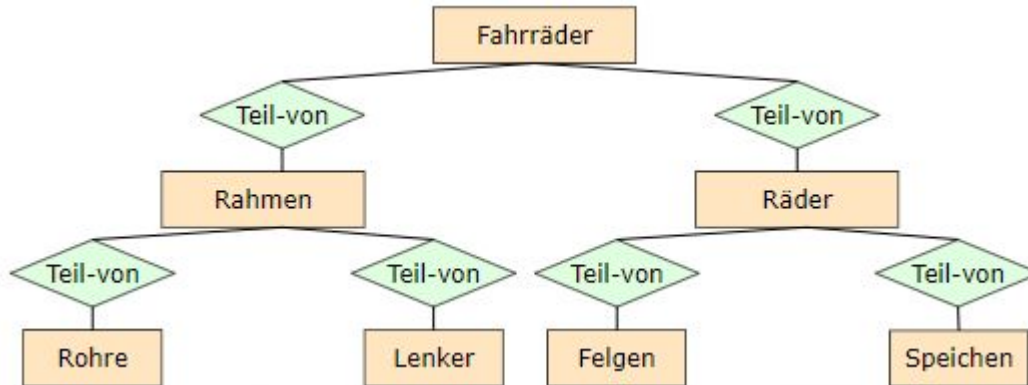 Fahrräder
Teil-von
Teil-von
Rahmen
Räder
Teil-von
Teil-von
Teil-von
Teil-von
Rohre
Lenker
Felgen
Speichen